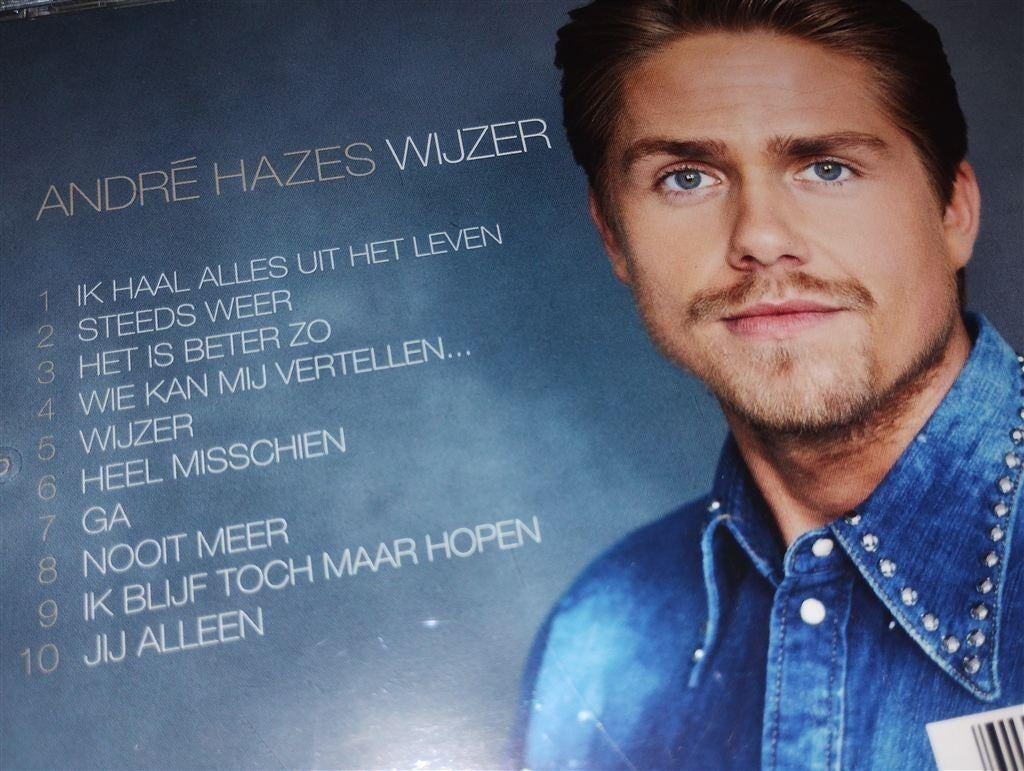 ANDRÉ HAZES WIJZER
1 IK HAAL ALLES UIT HET LEVEN
2 STEEDS WEER
3 HET IS BETER ZO
4 WIE KAN MIJ VERTELLEN...
5 WIJZER
6 HEEL MISSCHIEN
7 GA
8 NOOIT MEER
9 IK BLIJF TOCH MAAR HOPEN
10 JIJ ALLEEN